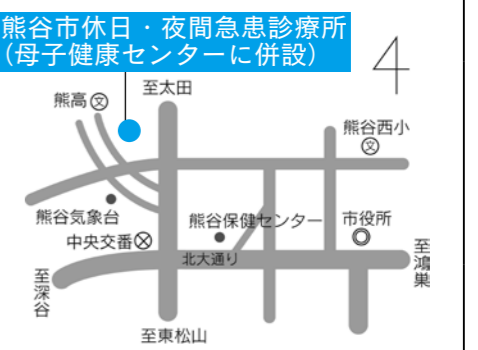 熊谷市休日・夜間急患診療所
（母子健康センターに併設）
至太田
熊高文
熊谷西小
文
熊谷気象台
熊谷保健センター
市役所
中央交番
北大通り
至鴻巣
至深谷
至東松山